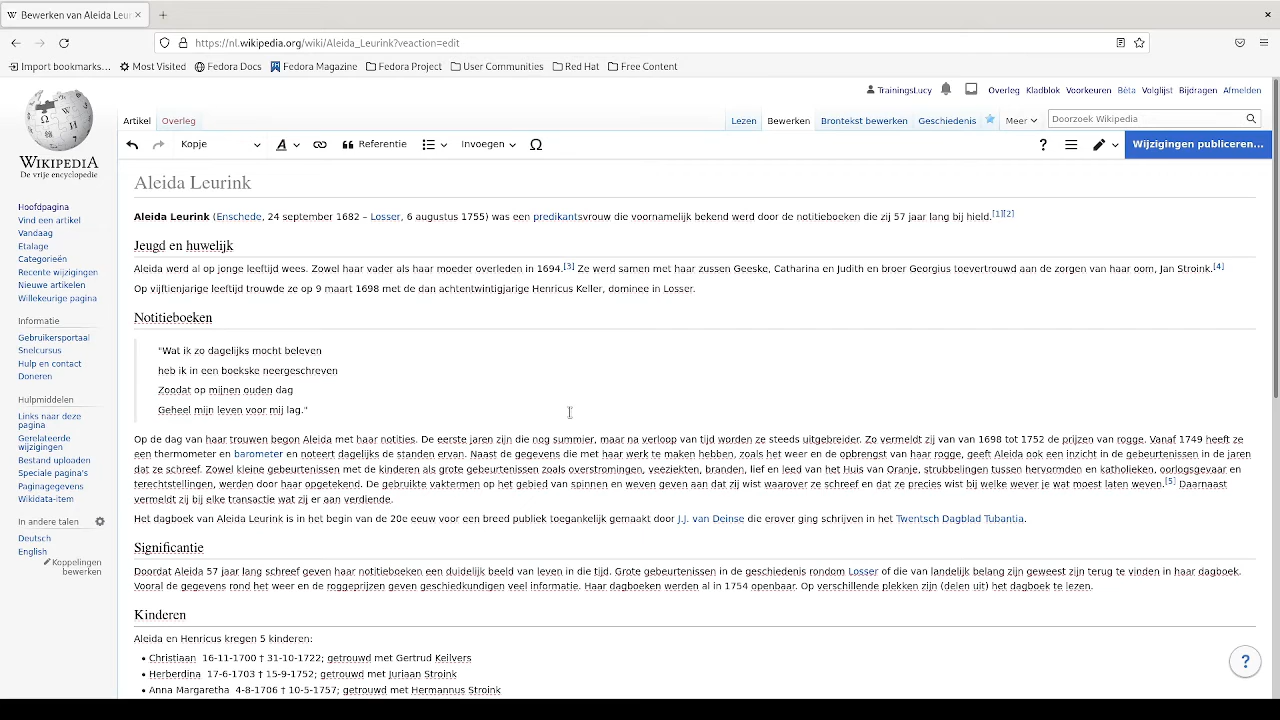 Bewerken van Aleida Leur
https://nl.wikipedia.org/wiki/Aleida_Leurink?veaction=edit
Import bookmarks... Most Visited Fedora Docs Fedora Magazine Fedora Project User Communities Red Hat Free Content
TrainingsLucy Overleg Kladblok Voorkeuren Bèta Volglijst Bijdragen Afmelden
Artikel Overleg Lezen Bewerken Brontekst bewerken Geschiedenis Meer Doorzoek Wikipedia
Kopje A Referentie Invoegen Ω ? Wijzigingen publiceren...
WIKIPEDIA
De vrije encyclopedie
Hoofdpagina
Vind een artikel
Vandaag
Etalage
Categorieën
Recente wijzigingen
Nieuwe artikelen
Willekeurige pagina
Informatie
Gebruikersportaal
Snelcursus
Hulp en contact
Doneren
Hulpmiddelen
Links naar deze
pagina
Gerelateerde
wijzigingen
Bestand uploaden
Speciale pagina's
Paginagegevens
Wikidata-item
In andere talen
Deutsch
English
Koppelingen
bewerken
Aleida Leurink
Aleida Leurink (Enschede, 24 september 1682 – Losser, 6 augustus 1755) was een predikantsvrouw die voornamelijk bekend werd door de notitieboeken die zij 57 jaar lang bij hield.[1][2]
Jeugd en huwelijk
Aleida werd al op jonge leeftijd wees. Zowel haar vader als haar moeder overleden in 1694.[3] Ze werd samen met haar zussen Geeske, Catharina en Judith en broer Georgius toevertrouwd aan de zorgen van haar oom, Jan Stroink.[4]
Op vijftienjarige leeftijd trouwde ze op 9 maart 1698 met de dan achtentwintigjarige Henricus Keller, dominee in Losser.
Notitieboeken
"Wat ik zo dagelijks mocht beleven
heb ik in een boekske neergeschreven
Zoodat op mijnen ouden dag
Geheel mijn leven voor mij lag."
Op de dag van haar trouwen begon Aleida met haar notities. De eerste jaren zijn die nog summier, maar na verloop van tijd worden ze steeds uitgebreider. Zo vermeldt zij van van 1698 tot 1752 de prijzen van rogge. Vanaf 1749 heeft ze
een thermometer en barometer en noteert dagelijks de standen ervan. Naast de gegevens die met haar werk te maken hebben, zoals het weer en de opbrengst van haar rogge, geeft Aleida ook een inzicht in de gebeurtenissen in de jaren
dat ze schreef. Zowel kleine gebeurtenissen met de kinderen als grote gebeurtenissen zoals overstromingen, veeziekten, branden, lief en leed van het Huis van Oranje, strubbelingen tussen hervormden en katholieken, oorlogsgevaar en
terechtstellingen, werden door haar opgetekend. De gebruikte vaktermen op het gebied van spinnen en weven geven aan dat zij wist waarover ze schreef en dat ze precies wist bij welke wever je wat moest laten weven.[5] Daarnaast
vermeldt zij bij elke transactie wat zij er aan verdiende.
Het dagboek van Aleida Leurink is in het begin van de 20e eeuw voor een breed publiek toegankelijk gemaakt door J.J. van Deinse die erover ging schrijven in het Twentsch Dagblad Tubantia.
Significantie
Doordat Aleida 57 jaar lang schreef geven haar notitieboeken een duidelijk beeld van leven in die tijd. Grote gebeurtenissen in de geschiedenis rondom Losser of die van landelijk belang zijn geweest zijn terug te vinden in haar dagboek.
Vooral de gegevens rond het weer en de roggeprijzen geven geschiedkundigen veel informatie. Haar dagboeken werden al in 1754 openbaar. Op verschillende plekken zijn (delen uit) het dagboek te lezen.
Kinderen
Aleida en Henricus kregen 5 kinderen:
• Christiaan 16-11-1700 † 31-10-1722; getrouwd met Gertrud Keilvers
• Herberdina 17-6-1703 † 15-9-1752; getrouwd met Juriaan Stroink
• Anna Margaretha 4-8-1706 † 10-5-1757; getrouwd met Hermannus Stroink
?